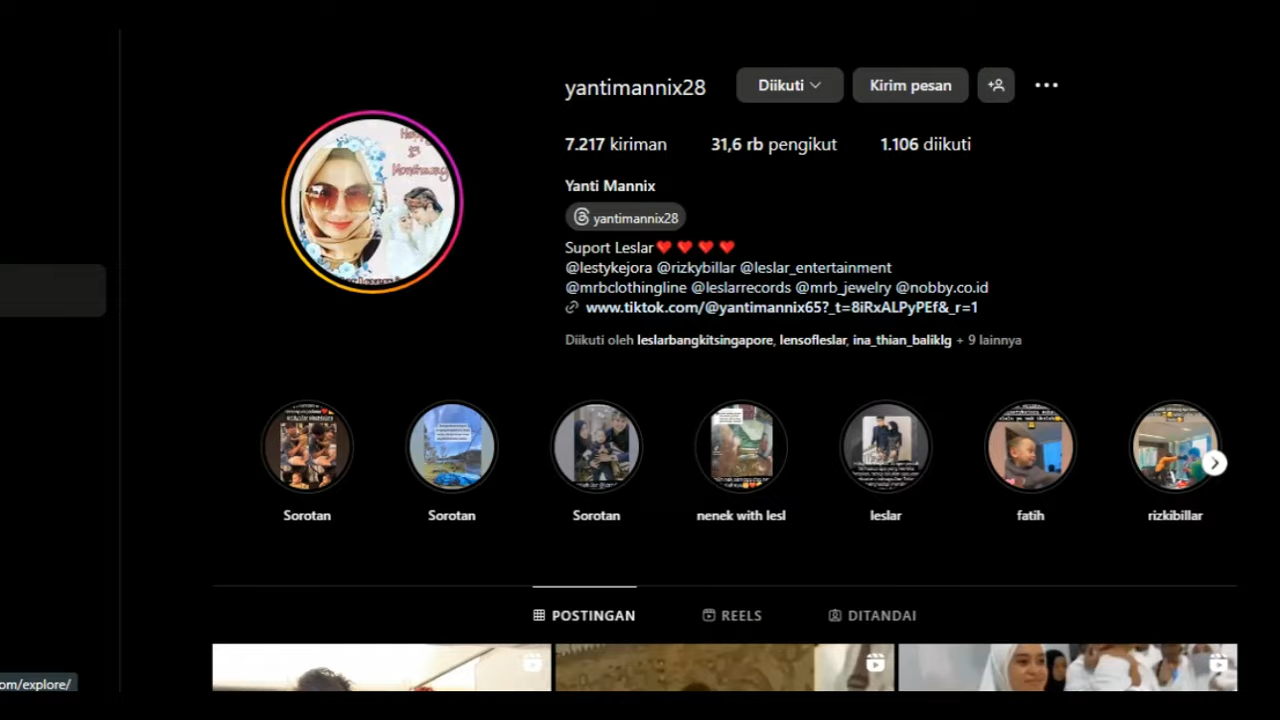 yantimannix28 Diikuti Kirim pesan
7.217 kiriman 31,6 rb pengikut 1.106 diikuti
Yanti Mannix
yantimannix28
Suport Leslar❤❤❤❤
@lestykejora @rizkybillar @leslar_entertainment
@mrbclothingline @leslarrecords @mrb_jewelry @nobby.co.id
www.tiktok.com/@yantimannix65?_t=8iRxALPyPEf&_r=1
Diikuti oleh leslarbangkitsingapore, lensofleslar, ina_thian_baliklg + 9 lainnya
Sorotan Sorotan Sorotan nenek with lesl leslar fatih rizkibillar
POSTINGAN REELS DITANDAI
om/explore/